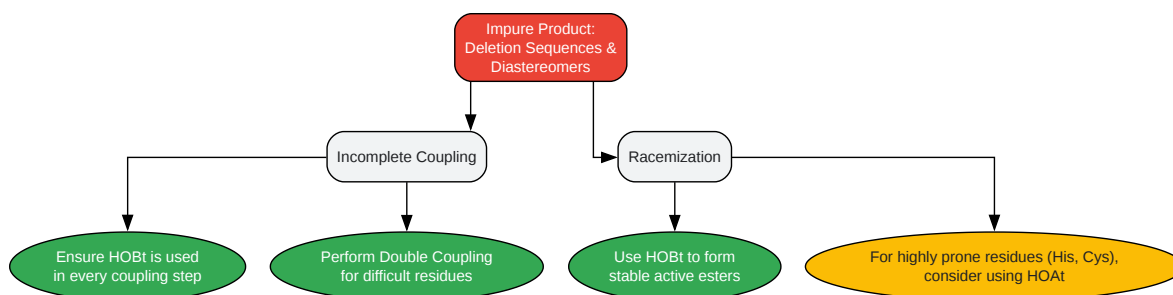 Impure Product:
Deletion Sequences &
Diastereomers
Incomplete Coupling
Racemization
Ensure HOBt is used
in every coupling step
Perform Double Coupling
for difficult residues
Use HOBt to form
stable active esters
For highly prone residues (His, Cys),
consider using HOAt